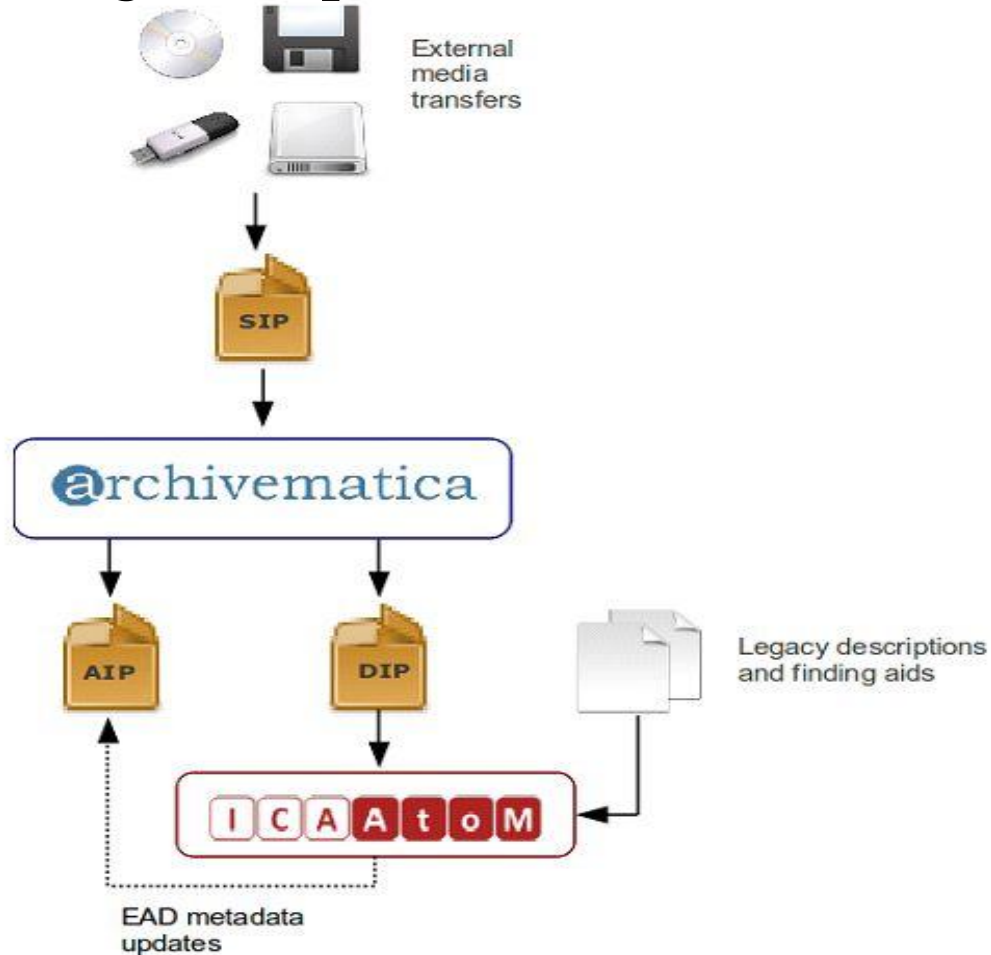 External
media
transfers
SIP
archivematica
AIP
DIP
Legacy descriptions
and finding aids
ICAAtoM
EAD metadata
updates